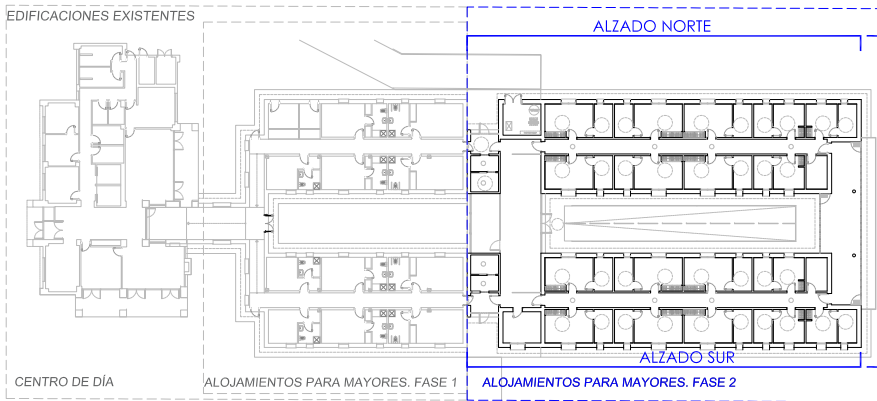 EDIFICACIONES EXISTENTES
ALZADO NORTE
ALZADO SUR
CENTRO DE DÍA
ALOJAMIENTOS PARA MAYORES. FASE 1
ALOJAMIENTOS PARA MAYORES. FASE 2